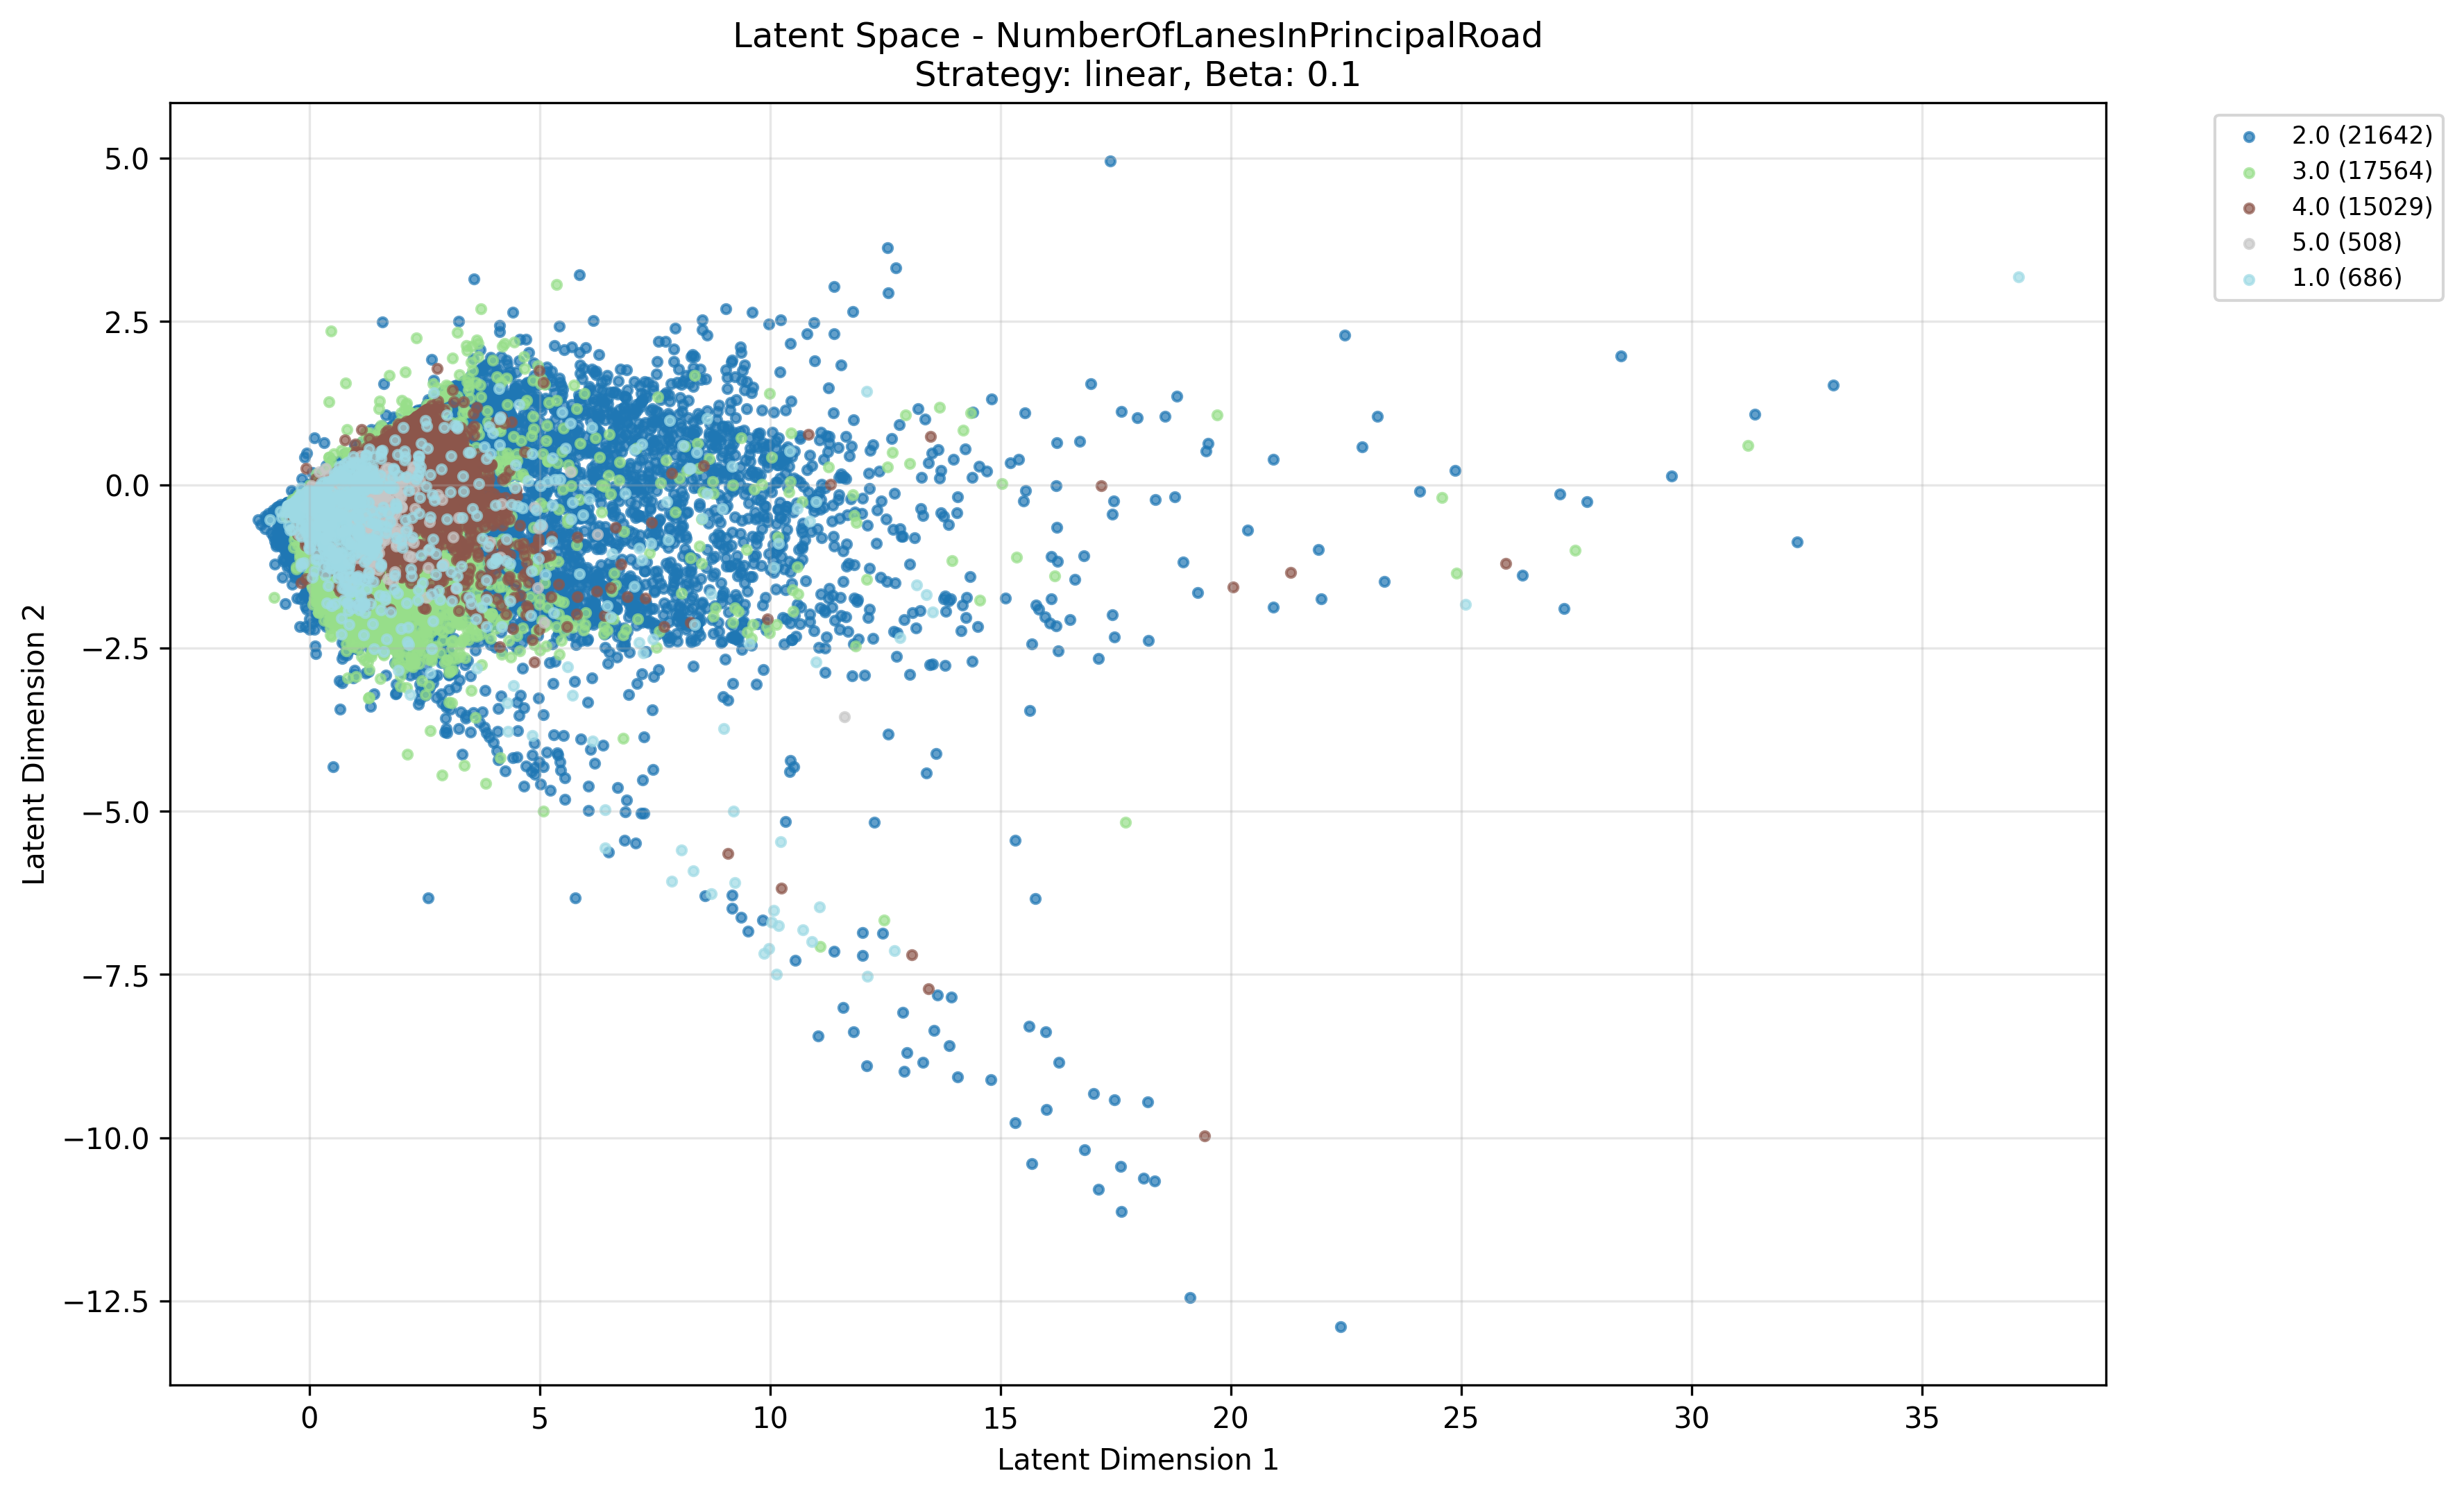 Latent Space - NumberOfLanesInPrincipalRoad
Strategy: linear, Beta: 0.1
2.0 (21642)
3.0 (17564)
4.0 (15029)
5.0 (508)
1.0 (686)
Latent Dimension 2
5.0
2.5
0.0
−2.5
−5.0
−7.5
−10.0
−12.5
0 5 10 15 20 25 30 35
Latent Dimension 1